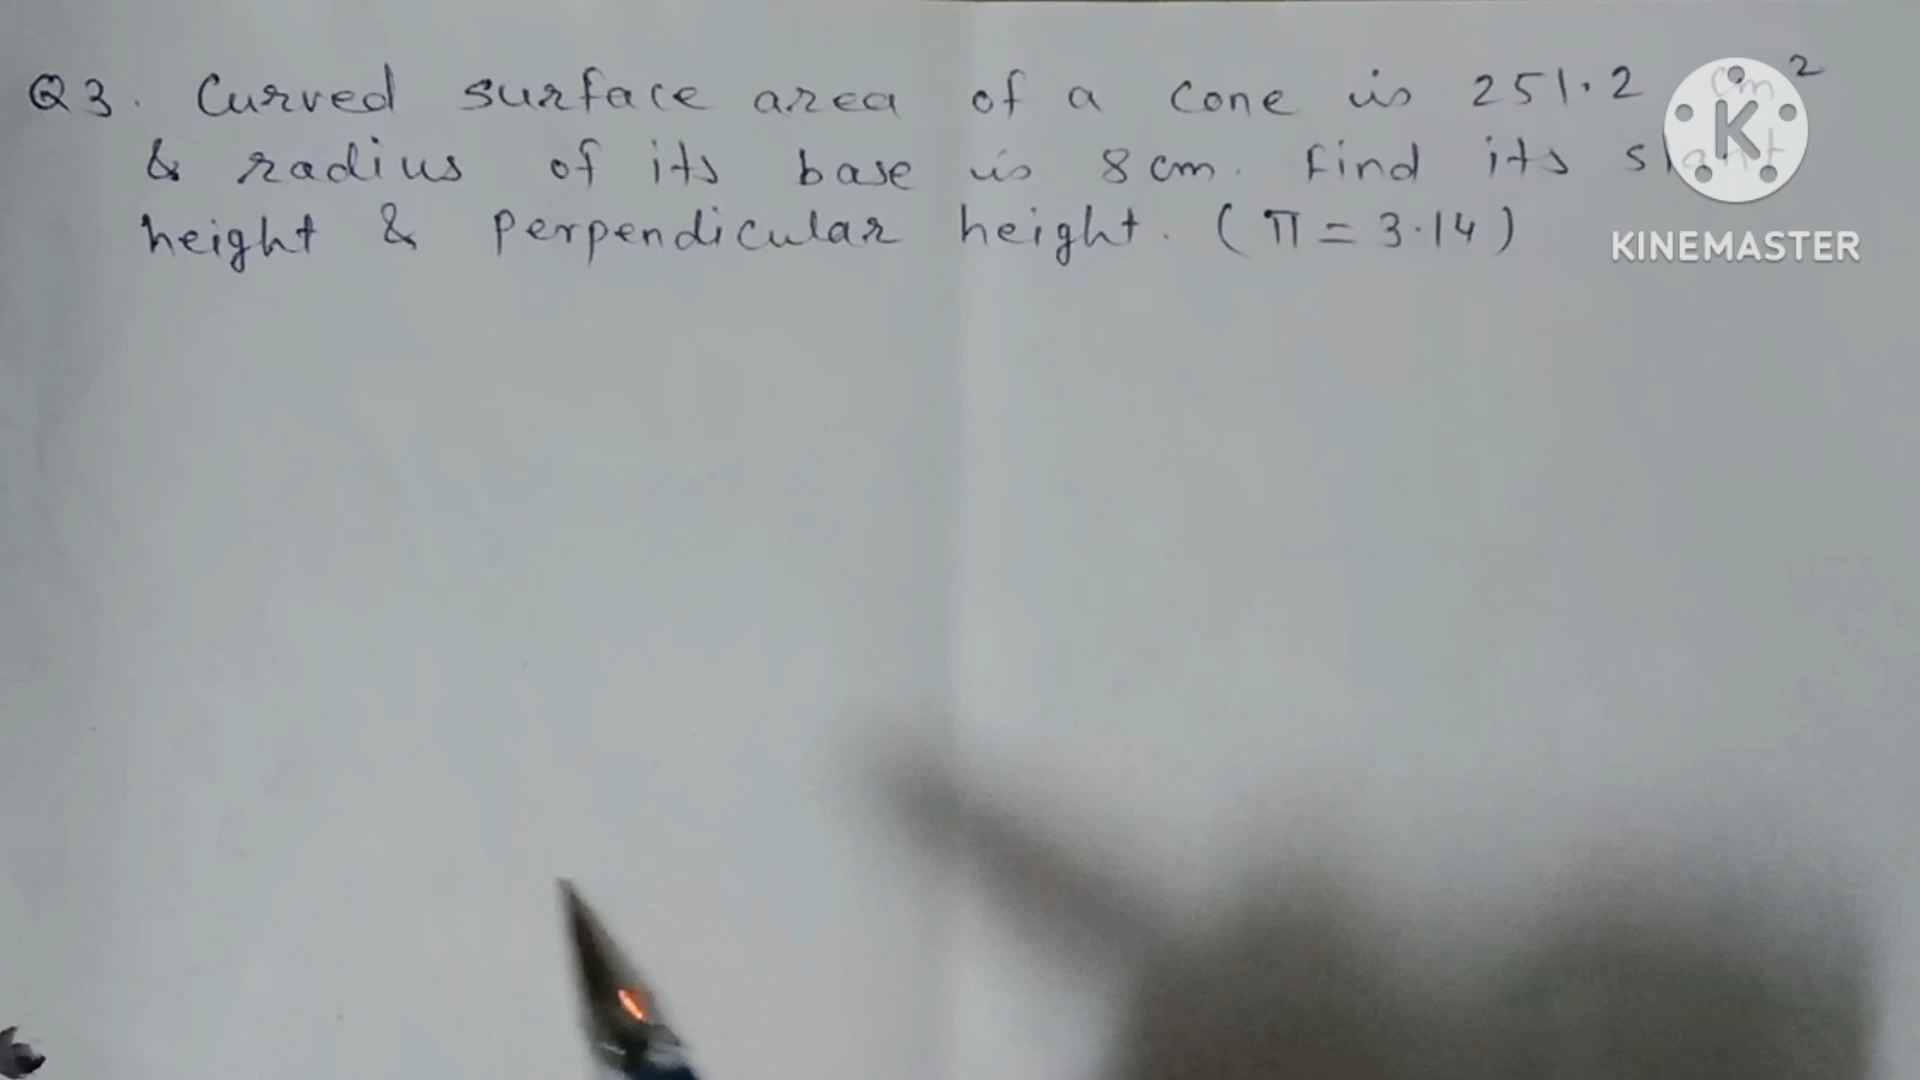 Q3. Curved surface area of a cone is 251.2 cm²
& radius of its base is 8 cm. Find its slant
height & perpendicular height. (π = 3.14)
K
KINEMASTER